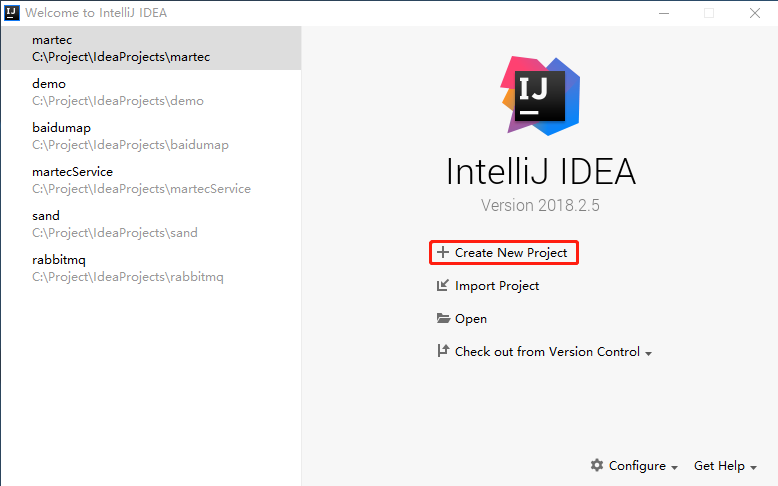 Welcome to IntelliJ IDEA
martec
C:\Project\IdeaProjects\martec
demo
C:\Project\IdeaProjects\demo
baidumap
C:\Project\IdeaProjects\baidumap
martecService
C:\Project\IdeaProjects\martecService
sand
C:\Project\IdeaProjects\sand
rabbitmq
C:\Project\IdeaProjects\rabbitmq
IJ
IntelliJ IDEA
Version 2018.2.5
Create New Project
Import Project
Open
Check out from Version Control
Configure
Get Help